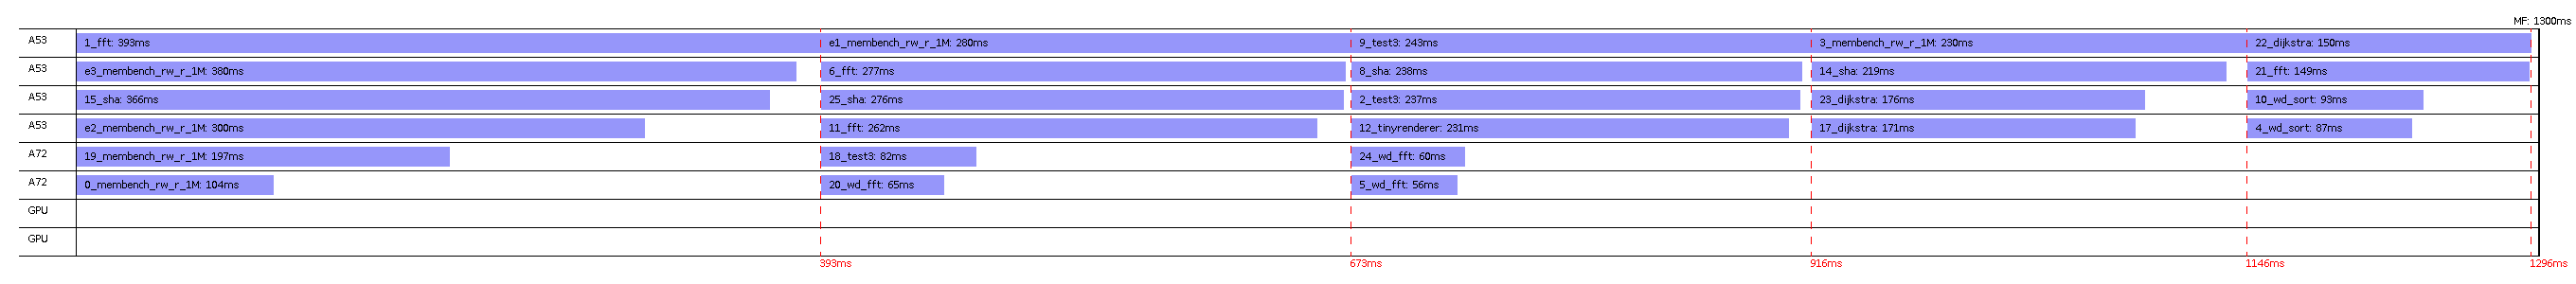 MF: 1300ms
A53 1_fft: 393ms e1_membench_rw_r_1M: 280ms 9_test3: 243ms 3_membench_rw_r_1M: 230ms 22_dijkstra: 150ms
A53 e3_membench_rw_r_1M: 380ms 6_fft: 277ms 8_sha: 238ms 14_sha: 219ms 21_fft: 149ms
A53 15_sha: 366ms 25_sha: 276ms 2_test3: 237ms 23_dijkstra: 176ms 10_wd_sort: 93ms
A53 e2_membench_rw_r_1M: 300ms 11_fft: 262ms 12_tinyrenderer: 231ms 17_dijkstra: 171ms 4_wd_sort: 87ms
A72 19_membench_rw_r_1M: 197ms 18_test3: 82ms 24_wd_fft: 60ms
A72 0_membench_rw_r_1M: 104ms 20_wd_fft: 65ms 5_wd_fft: 56ms
GPU
GPU
393ms 673ms 916ms 1146ms 1296ms